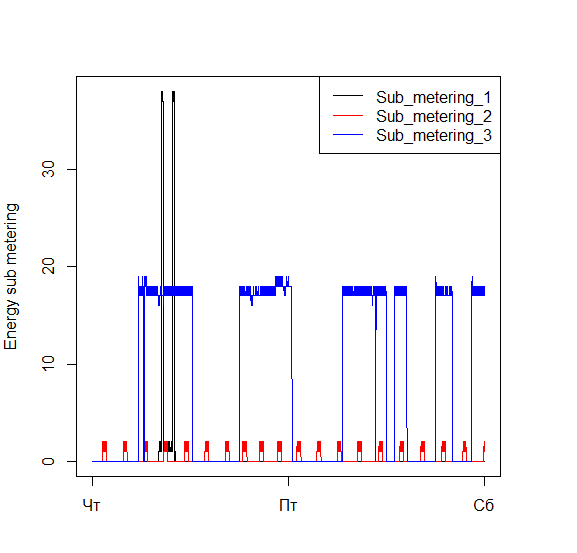 Sub_metering_1
Sub_metering_2
Sub_metering_3
Energy sub metering
30
20
10
0
Чт Пт Сб